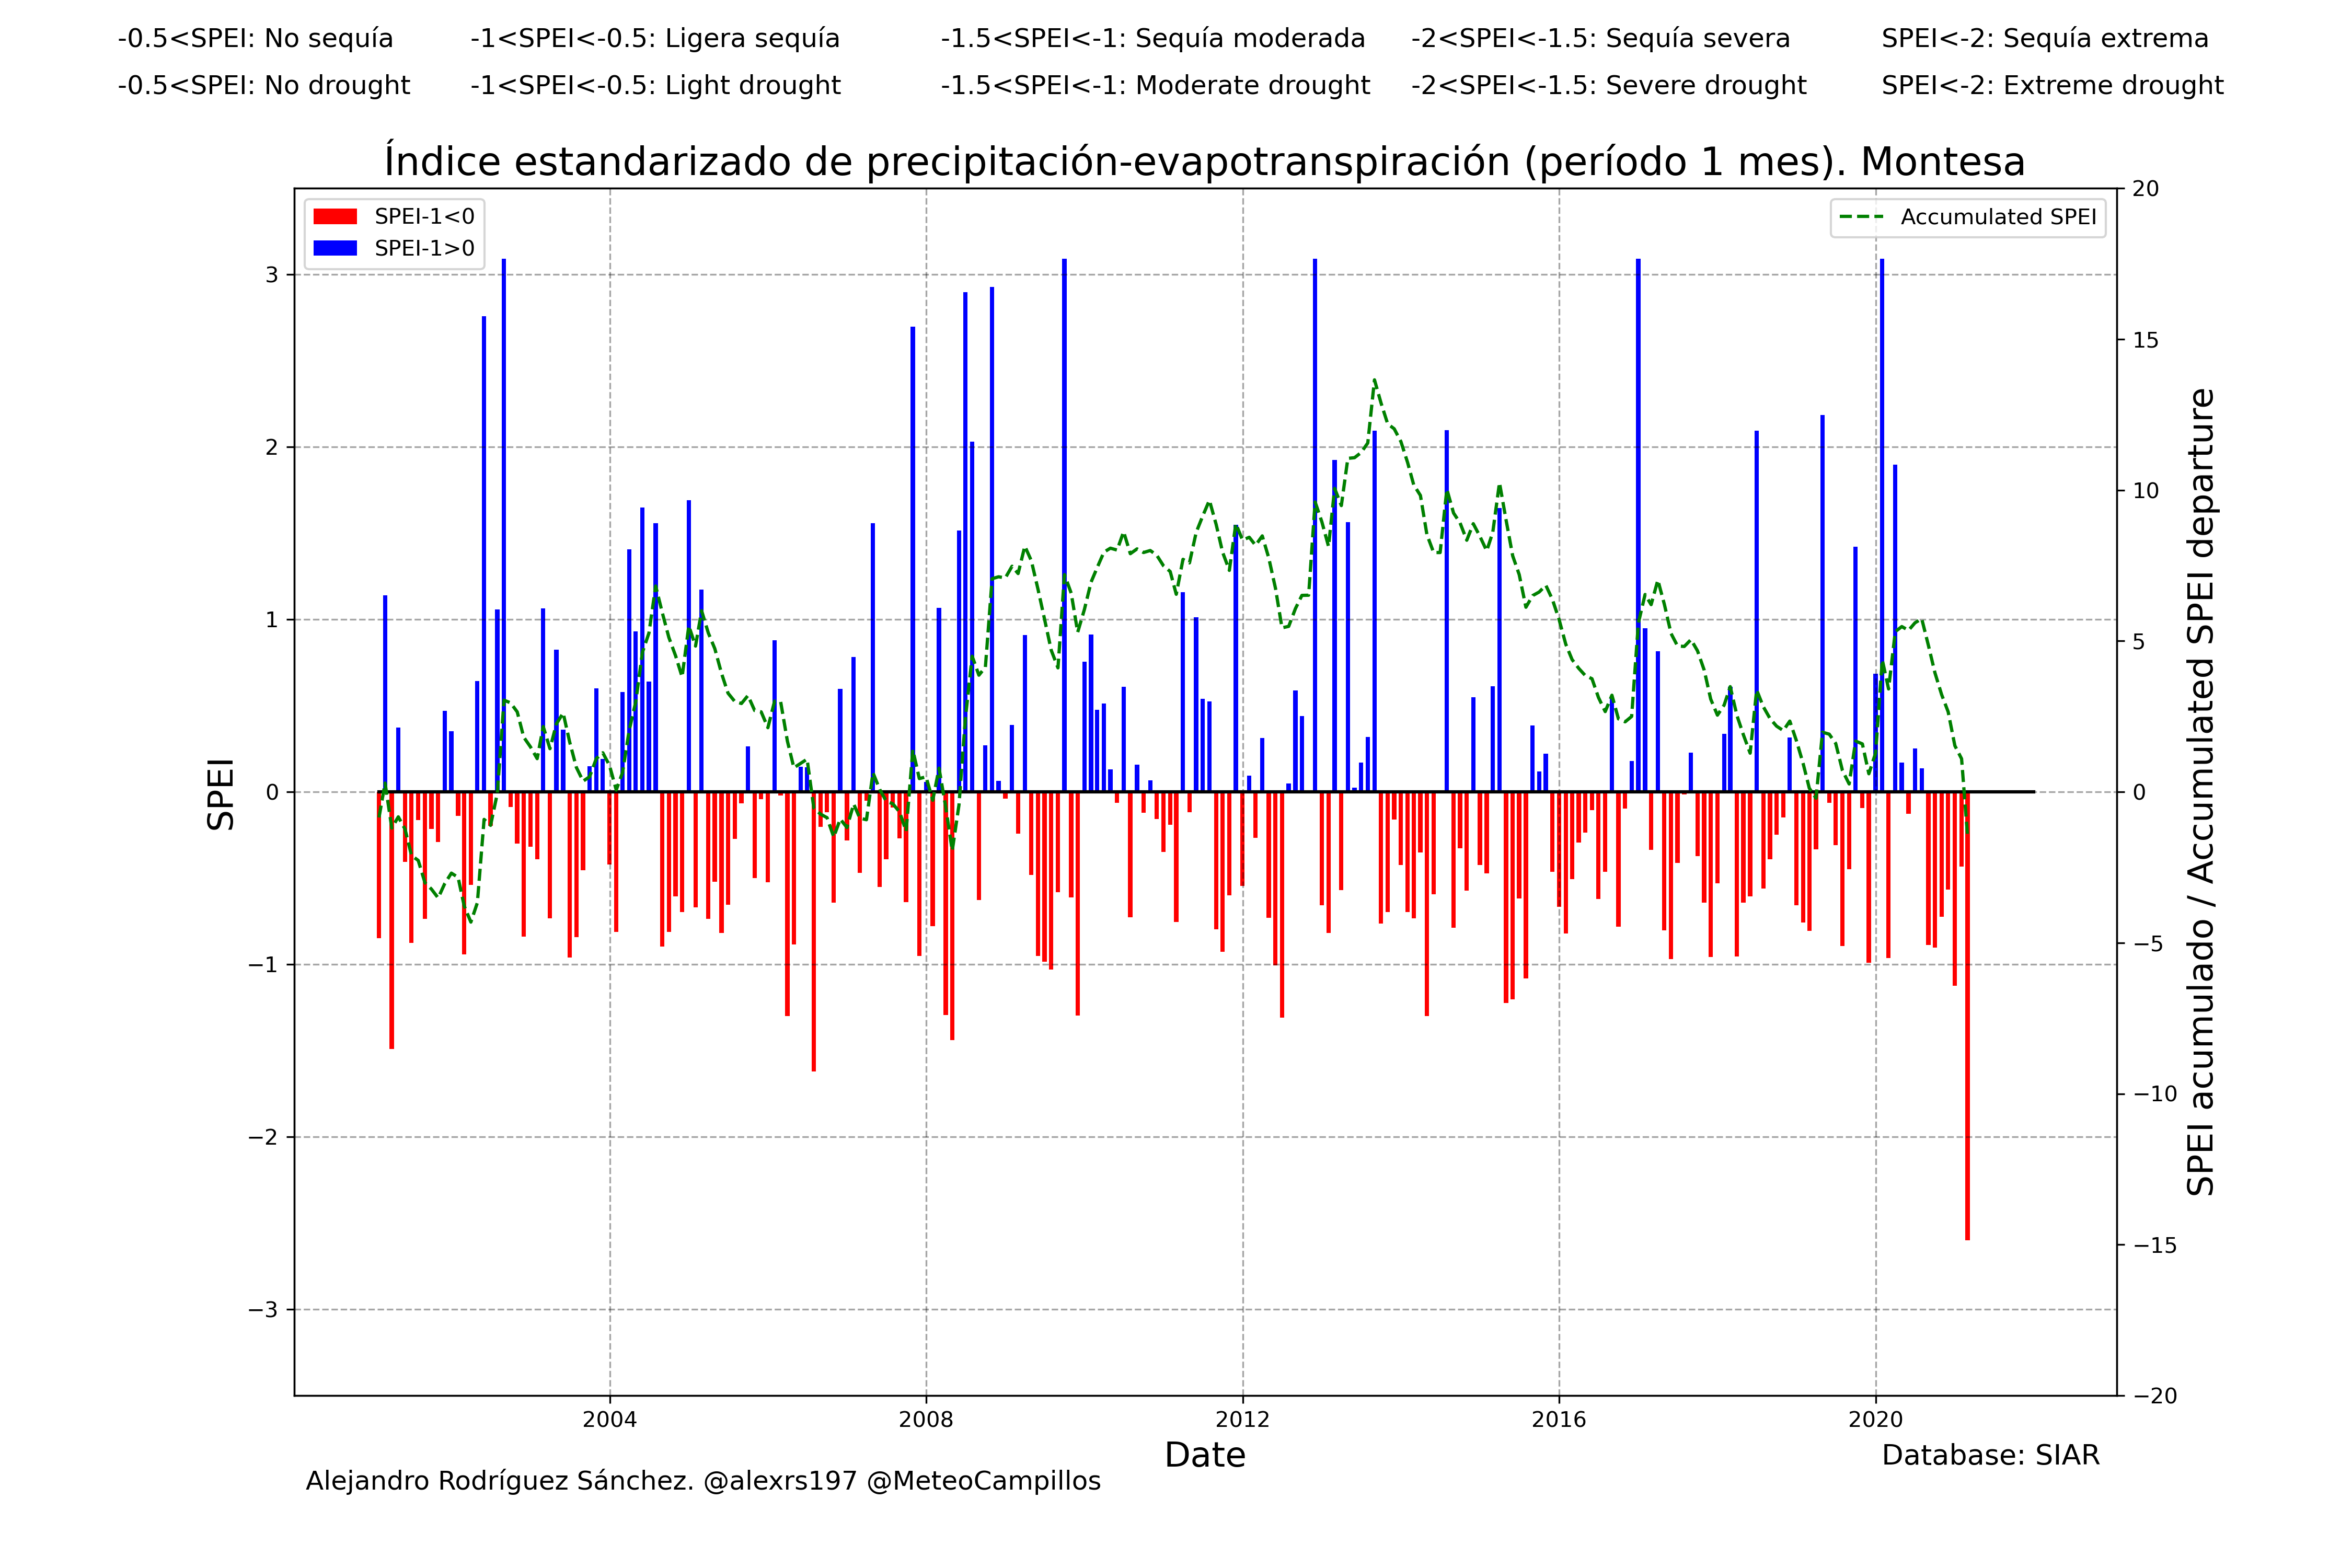 -0.5<SPEI: No sequía -1<SPEI<-0.5: Ligera sequía -1.5<SPEI<-1: Sequía moderada -2<SPEI<-1.5: Sequía severa SPEI<-2: Sequía extrema
-0.5<SPEI: No drought -1<SPEI<-0.5: Light drought -1.5<SPEI<-1: Moderate drought -2<SPEI<-1.5: Severe drought SPEI<-2: Extreme drought
Índice estandarizado de precipitación-evapotranspiración (período 1 mes). Montesa
SPEI-1<0
SPEI-1>0
Accumulated SPEI
SPEI
3
2
1
0
−1
−2
−3
20
15
10
5
0
−5
−10
−15
−20
SPEI acumulado / Accumulated SPEI departure
2004 2008 2012 2016 2020
Date
Database: SIAR
Alejandro Rodríguez Sánchez. @alexrs197 @MeteoCampillos